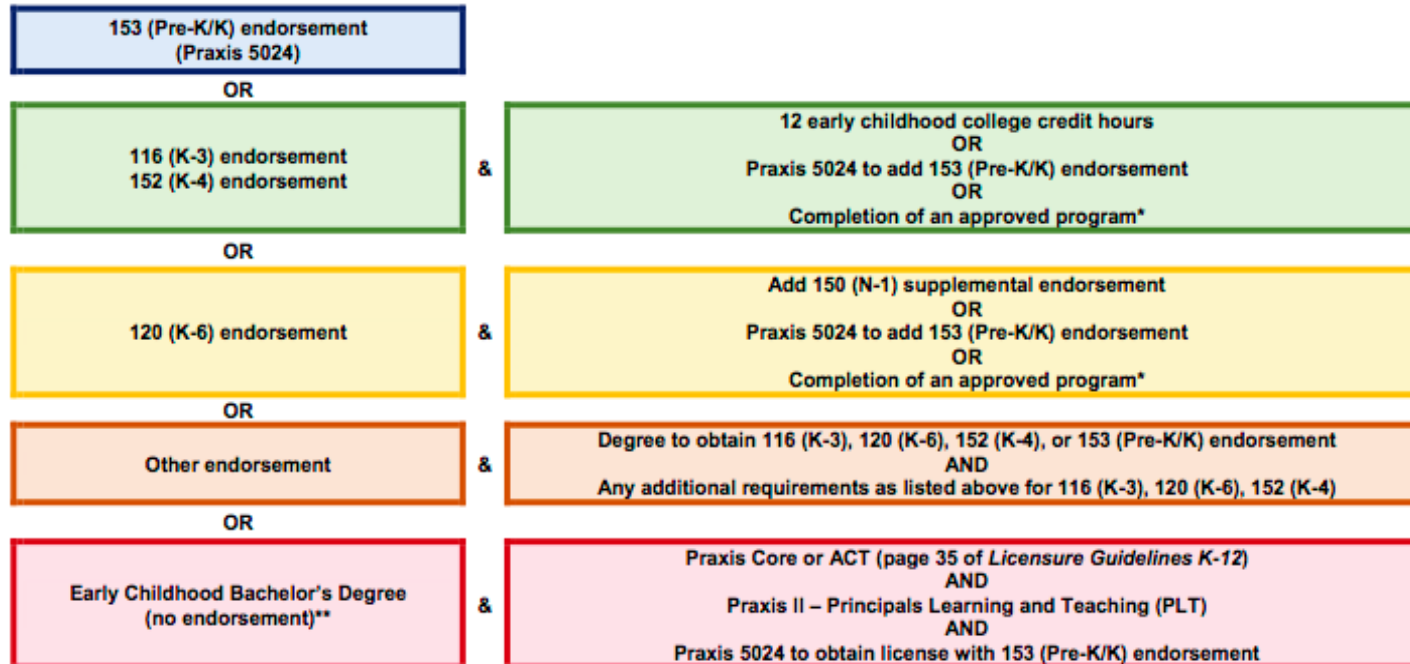 153 (Pre-K/K) endorsement
(Praxis 5024)
OR
116 (K-3) endorsement
152 (K-4) endorsement
&
12 early childhood college credit hours
OR
Praxis 5024 to add 153 (Pre-K/K) endorsement
OR
Completion of an approved program*
OR
120 (K-6) endorsement
&
Add 150 (N-1) supplemental endorsement
OR
Praxis 5024 to add 153 (Pre-K/K) endorsement
OR
Completion of an approved program*
OR
Other endorsement
&
Degree to obtain 116 (K-3), 120 (K-6), 152 (K-4), or 153 (Pre-K/K) endorsement
AND
Any additional requirements as listed above for 116 (K-3), 120 (K-6), 152 (K-4)
OR
Early Childhood Bachelor's Degree
(no endorsement)**
&
Praxis Core or ACT (page 35 of Licensure Guidelines K-12)
AND
Praxis II – Principals Learning and Teaching (PLT)
AND
Praxis 5024 to obtain license with 153 (Pre-K/K) endorsement